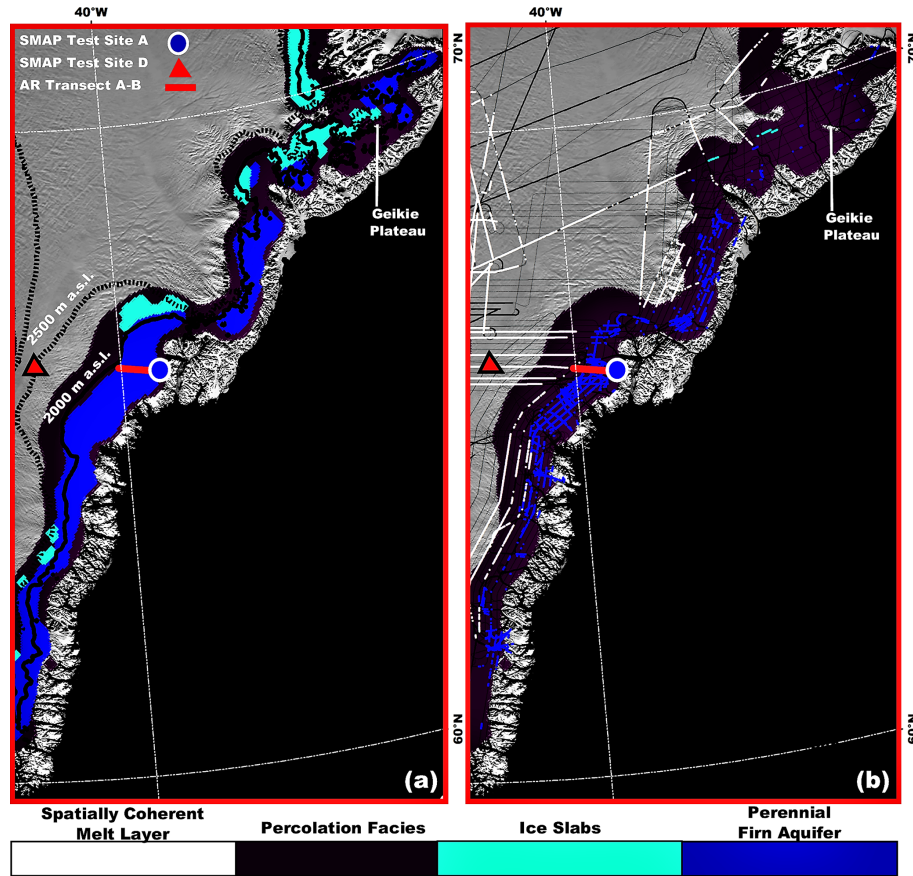 40°W
40°W
SMAP Test Site A
SMAP Test Site D
AR Transect A-B
70°N
70°N
Geikie
Plateau
Geikie
Plateau
2500 m a.s.l.
2000 m a.s.l.
60°N
60°N
(a)
(b)
Spatially Coherent
Melt Layer
Percolation Facies
Ice Slabs
Perennial
Firn Aquifer